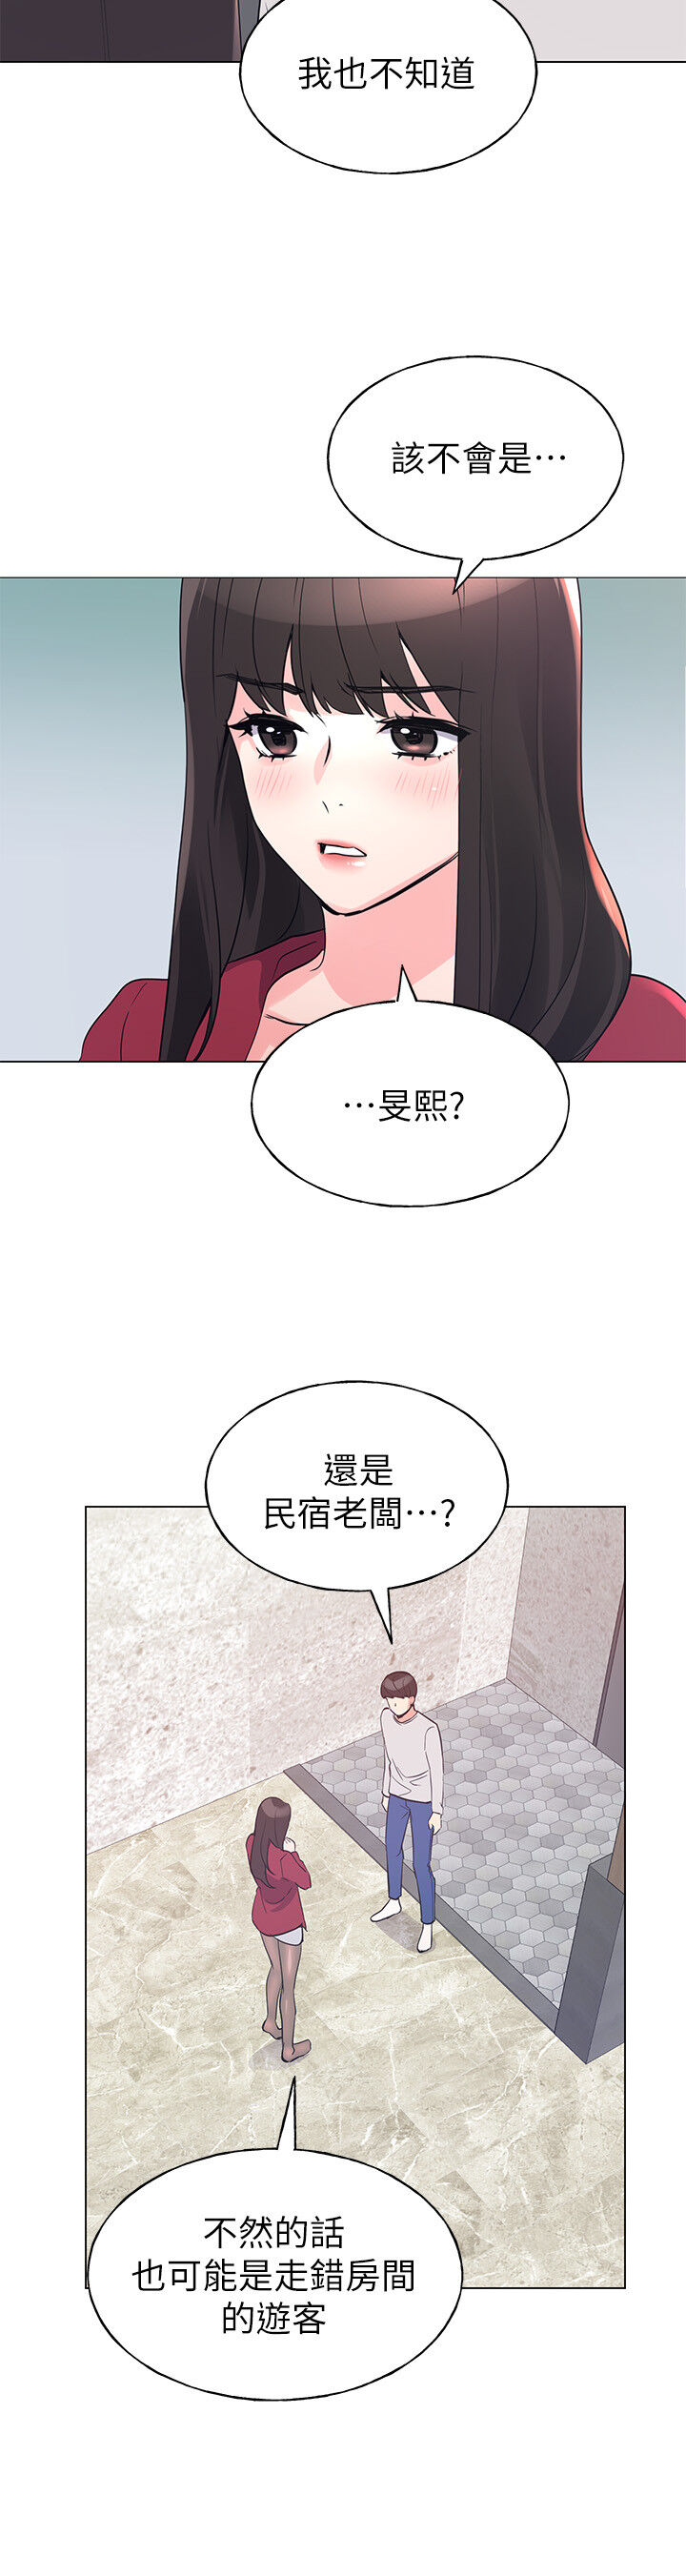 我也不知道
該不會是⋯
⋯旻熙?
還是
民宿老闆⋯?
不然的話
也可能是走錯房間
的遊客